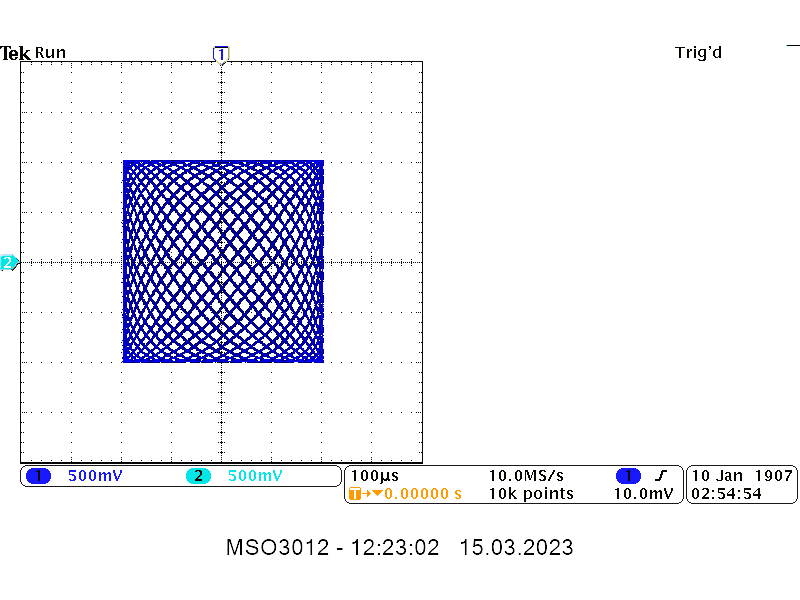 Tek Run
1
Trig'd
2
1 500mV 2 500mV
100µs 10.0MS/s 1
T→▼0.00000 s 10k points 10.0mV
10 Jan 1907
02:54:54
MSO3012 - 12:23:02 15.03.2023